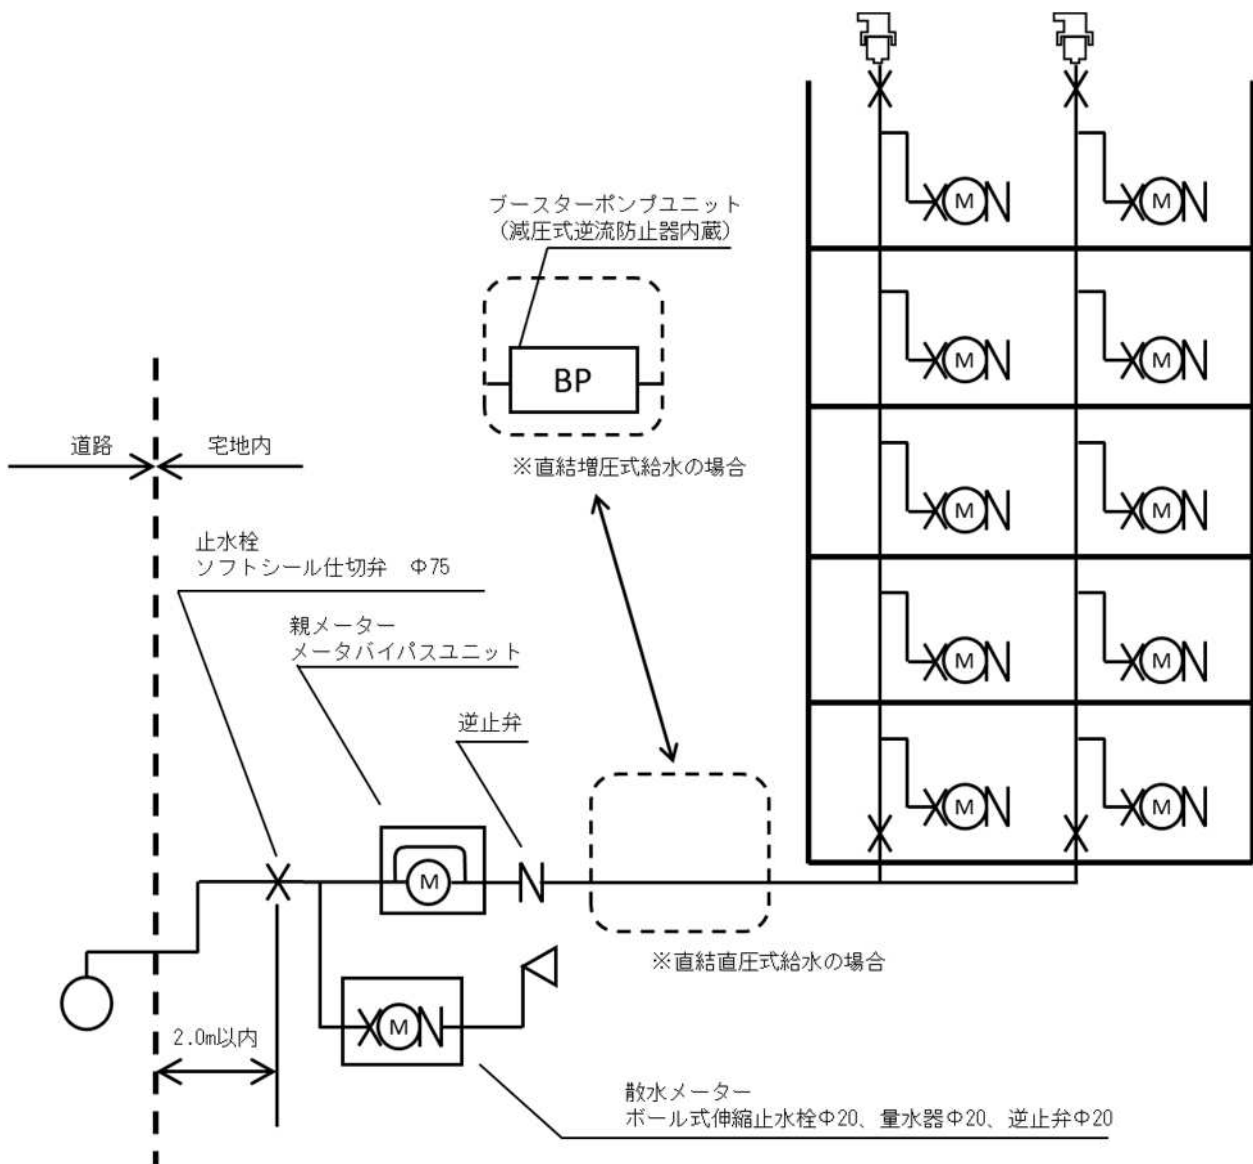 ブースターポンプユニット
(減圧式逆流防止器内蔵)
BP
※直結増圧式給水の場合
道路
宅地内
止水栓
ソフトシール仕切弁　Φ75
親メーター
メータバイパスユニット
逆止弁
M
※直結直圧式給水の場合
M
2.0m以内
散水メーター
ボール式伸縮止水栓Φ20、量水器Φ20、逆止弁Φ20
M
M
M
M
M
M
M
M
M
M